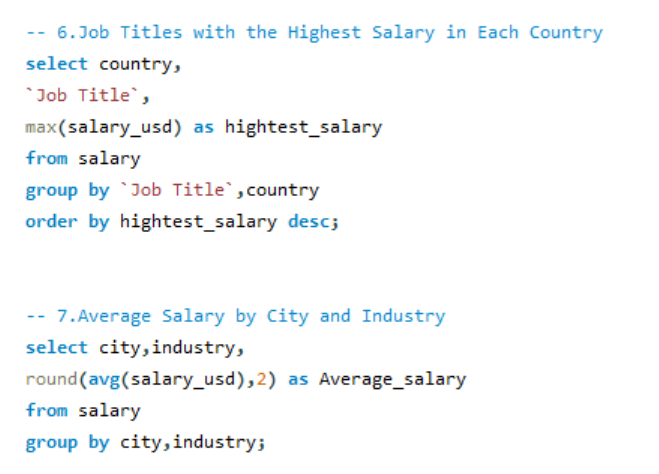 -- 6.Job Titles with the Highest Salary in Each Country
select country,
`Job Title`,
max(salary_usd) as hightest_salary
from salary
group by `Job Title`,country
order by hightest_salary desc;
-- 7.Average Salary by City and Industry
select city,industry,
round(avg(salary_usd),2) as Average_salary
from salary
group by city,industry;